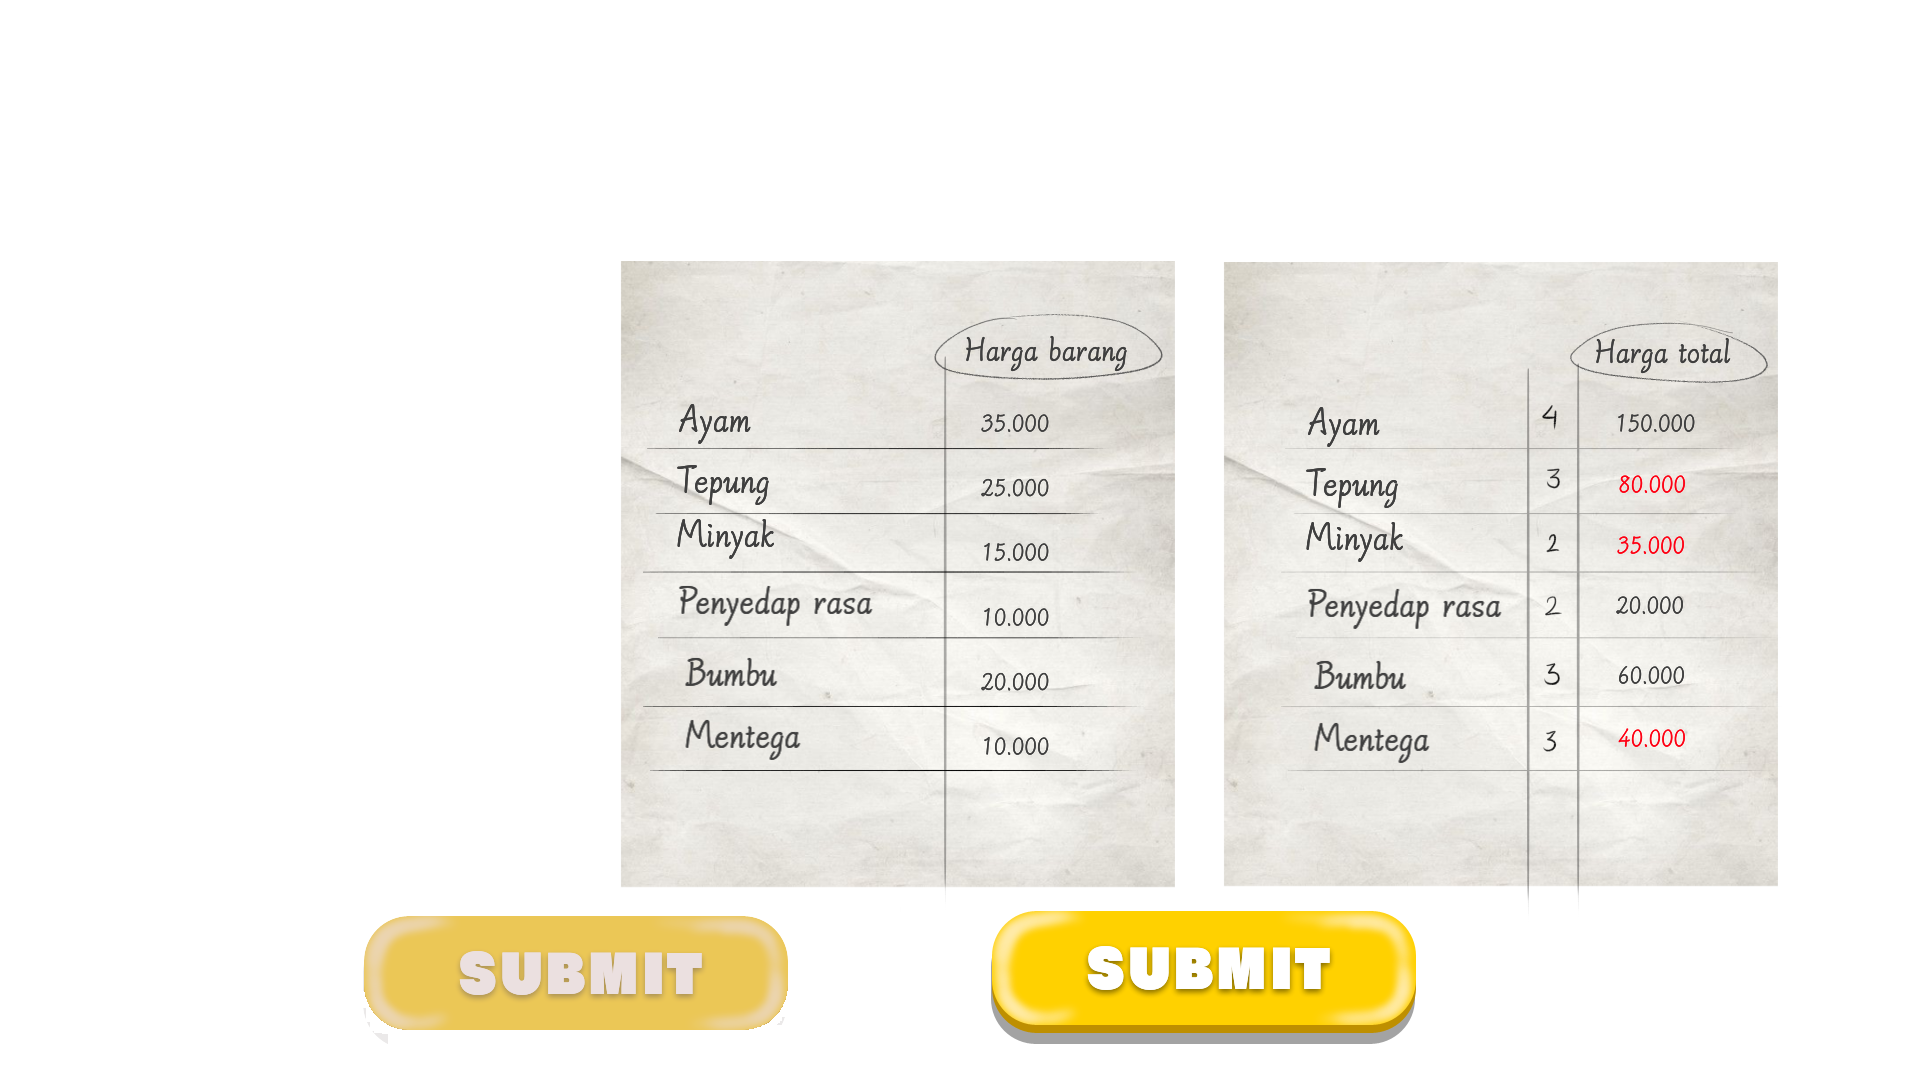 Harga barang
Ayam 35.000
Tepung 25.000
Minyak 15.000
Penyedap rasa 10.000
Bumbu 20.000
Mentega 10.000
Harga total
Ayam 4 150.000
Tepung 3 80.000
Minyak 2 35.000
Penyedap rasa 2 20.000
Bumbu 3 60.000
Mentega 3 40.000
SUBMIT
SUBMIT